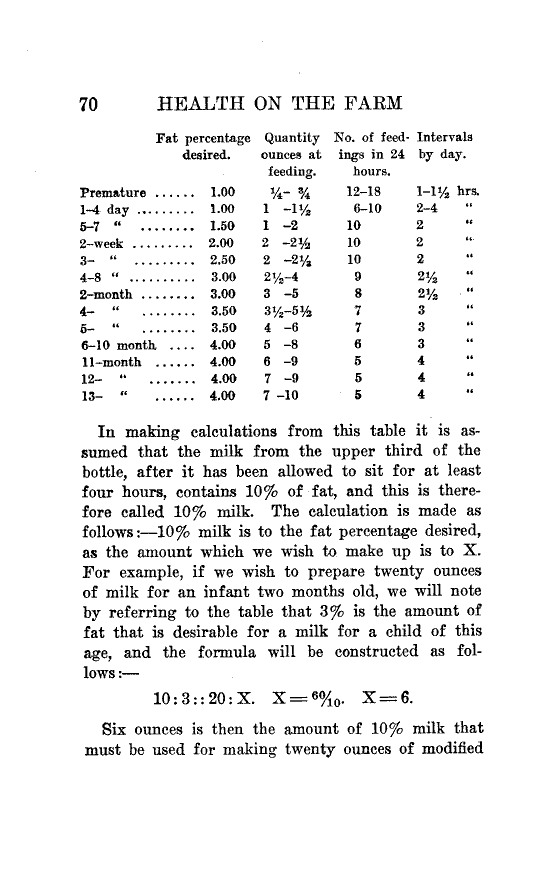 70 HEALTH ON THE FARM
Fat percentage Quantity No. of feed- Intervals
desired. ounces at ings in 24 by day.
feeding. hours.
Premature ...... 1.00 ¼- ¾ 12-18 1-1½ hrs.
1-4 day ......... 1.00 1 -1½ 6-10 2-4 "
5-7 " ........ 1.50 1 -2 10 2 "
2-week ......... 2.00 2 -2½ 10 2 "
3- " ......... 2.50 2 -2½ 10 2 "
4-8 " .......... 3.00 2½-4 9 2½ "
2-month ........ 3.00 3 -5 8 2½ "
4- " ........ 3.50 3½-5½ 7 3 "
5- " ........ 3.50 4 -6 7 3 "
6-10 month .... 4.00 5 -8 6 3 "
11-month ...... 4.00 6 -9 5 4 "
12- " ....... 4.00 7 -9 5 4 "
13- " ...... 4.00 7 -10 5 4 "
In making calculations from this table it is as-
sumed that the milk from the upper third of the
bottle, after it has been allowed to sit for at least
four hours, contains 10% of fat, and this is there-
fore called 10% milk. The calculation is made as
follows:—10% milk is to the fat percentage desired,
as the amount which we wish to make up is to X.
For example, if we wish to prepare twenty ounces
of milk for an infant two months old, we will note
by referring to the table that 3% is the amount of
fat that is desirable for a milk for a child of this
age, and the formula will be constructed as fol-
lows:—
10:3::20:X. X=60/10. X=6.
Six ounces is then the amount of 10% milk that
must be used for making twenty ounces of modified